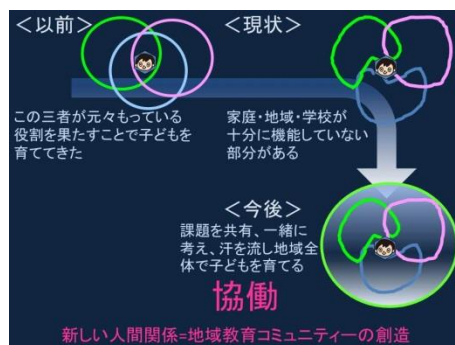 ＜以前＞
この三者が元々もっている
役割を果たすことで子どもを
育ててきた
＜現状＞
家庭・地域・学校が
十分に機能していない
部分がある
＜今後＞
課題を共有、一緒に
考え、汗を流し地域全
体で子どもを育てる
協働
新しい人間関係=地域教育コミュニティーの創造